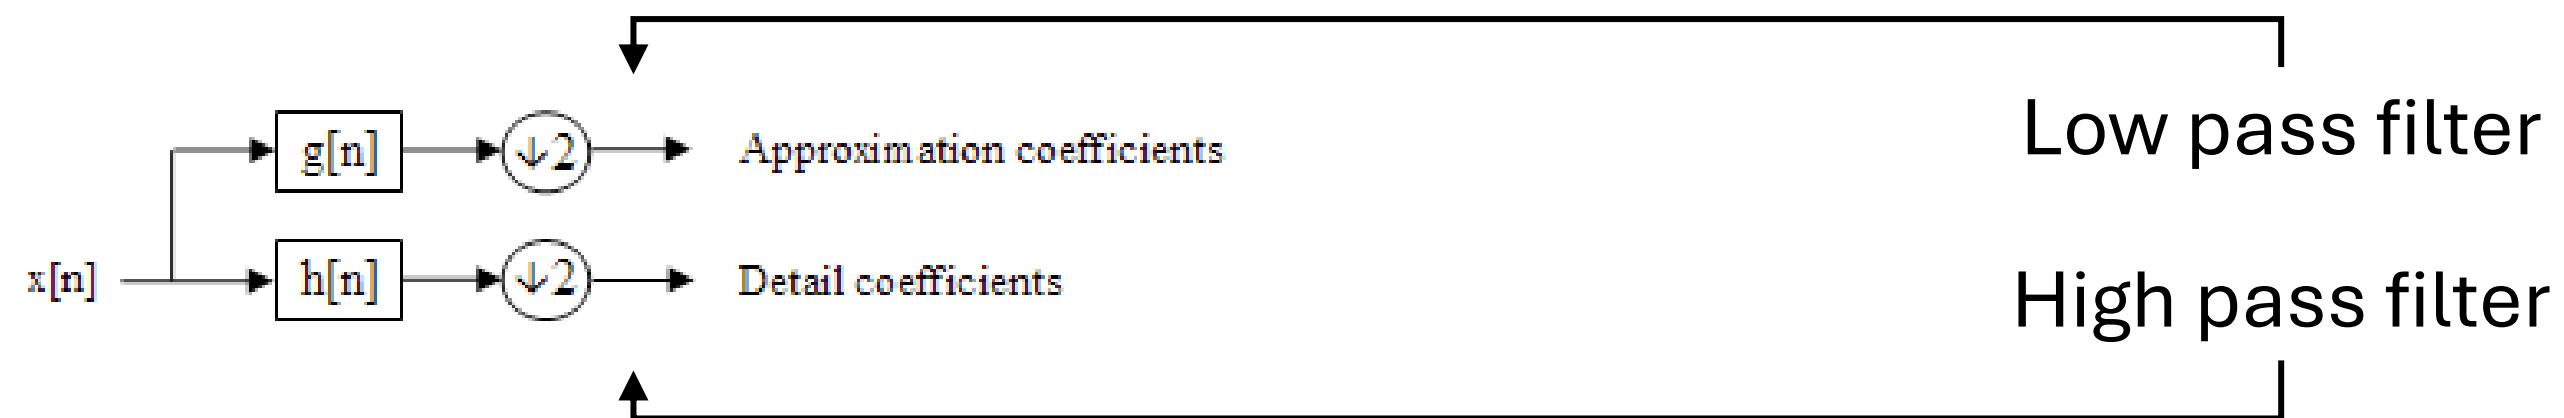 g[n] ↓2 Approximation coefficients Low pass filter
x[n] h[n] ↓2 Detail coefficients High pass filter